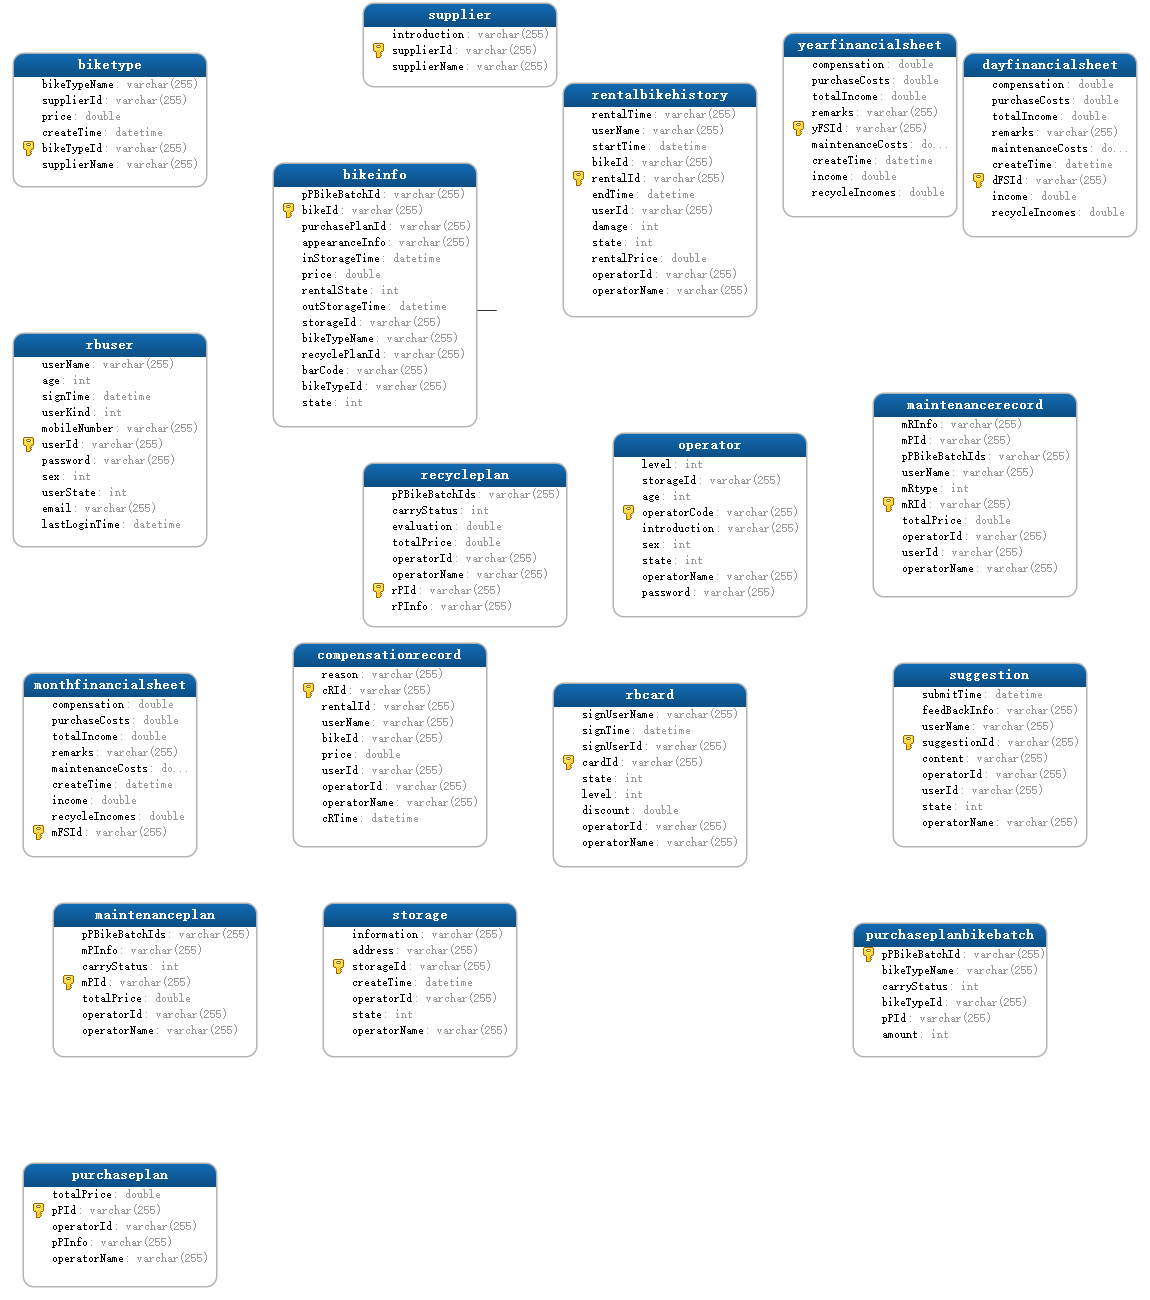 supplier
introduction: varchar(255)
supplierId: varchar(255)
supplierName: varchar(255)
biketype
bikeTypeName: varchar(255)
supplierId: varchar(255)
price: double
createTime: datetime
bikeTypeId: varchar(255)
supplierName: varchar(255)
yearfinancialsheet
compensation: double
purchaseCosts: double
totalIncome: double
remarks: varchar(255)
yFSId: varchar(255)
maintenanceCosts: do...
createTime: datetime
income: double
recycleIncomes: double
dayfinancialsheet
compensation: double
purchaseCosts: double
totalIncome: double
remarks: varchar(255)
maintenanceCosts: do...
createTime: datetime
dFSId: varchar(255)
income: double
recycleIncomes: double
rentalbikehistory
rentalTime: varchar(255)
userName: varchar(255)
startTime: datetime
bikeId: varchar(255)
rentalId: varchar(255)
endTime: datetime
userId: varchar(255)
damage: int
state: int
rentalPrice: double
operatorId: varchar(255)
operatorName: varchar(255)
bikeinfo
pPBikeBatchId: varchar(255)
bikeId: varchar(255)
purchasePlanId: varchar(255)
appearanceInfo: varchar(255)
inStorageTime: datetime
price: double
rentalState: int
outStorageTime: datetime
storageId: varchar(255)
bikeTypeName: varchar(255)
recyclePlanId: varchar(255)
barCode: varchar(255)
bikeTypeId: varchar(255)
state: int
rbuser
userName: varchar(255)
age: int
signTime: datetime
userKind: int
mobileNumber: varchar(255)
userId: varchar(255)
password: varchar(255)
sex: int
userState: int
email: varchar(255)
lastLoginTime: datetime
maintenancerecord
mRInfo: varchar(255)
mPId: varchar(255)
pPBikeBatchIds: varchar(255)
userName: varchar(255)
mRtype: int
mRId: varchar(255)
totalPrice: double
operatorId: varchar(255)
userId: varchar(255)
operatorName: varchar(255)
operator
level: int
storageId: varchar(255)
age: int
operatorCode: varchar(255)
introduction: varchar(255)
sex: int
state: int
operatorName: varchar(255)
password: varchar(255)
recycleplan
pPBikeBatchIds: varchar(255)
carryStatus: int
evaluation: double
totalPrice: double
operatorId: varchar(255)
operatorName: varchar(255)
rPId: varchar(255)
rPInfo: varchar(255)
monthfinancialsheet
compensation: double
purchaseCosts: double
totalIncome: double
remarks: varchar(255)
maintenanceCosts: do...
createTime: datetime
income: double
recycleIncomes: double
mFSId: varchar(255)
compensationrecord
reason: varchar(255)
cRId: varchar(255)
rentalId: varchar(255)
userName: varchar(255)
bikeId: varchar(255)
price: double
userId: varchar(255)
operatorId: varchar(255)
operatorName: varchar(255)
cRTime: datetime
rbcard
signUserName: varchar(255)
signTime: datetime
signUserId: varchar(255)
cardId: varchar(255)
state: int
level: int
discount: double
operatorId: varchar(255)
operatorName: varchar(255)
suggestion
submitTime: datetime
feedBackInfo: varchar(255)
userName: varchar(255)
suggestionId: varchar(255)
content: varchar(255)
operatorId: varchar(255)
userId: varchar(255)
state: int
operatorName: varchar(255)
maintenanceplan
pPBikeBatchIds: varchar(255)
mPInfo: varchar(255)
carryStatus: int
mPId: varchar(255)
totalPrice: double
operatorId: varchar(255)
operatorName: varchar(255)
storage
information: varchar(255)
address: varchar(255)
storageId: varchar(255)
createTime: datetime
operatorId: varchar(255)
state: int
operatorName: varchar(255)
purchaseplanbikebatch
pPBikeBatchId: varchar(255)
bikeTypeName: varchar(255)
carryStatus: int
bikeTypeId: varchar(255)
pPId: varchar(255)
amount: int
purchaseplan
totalPrice: double
pPId: varchar(255)
operatorId: varchar(255)
pPInfo: varchar(255)
operatorName: varchar(255)